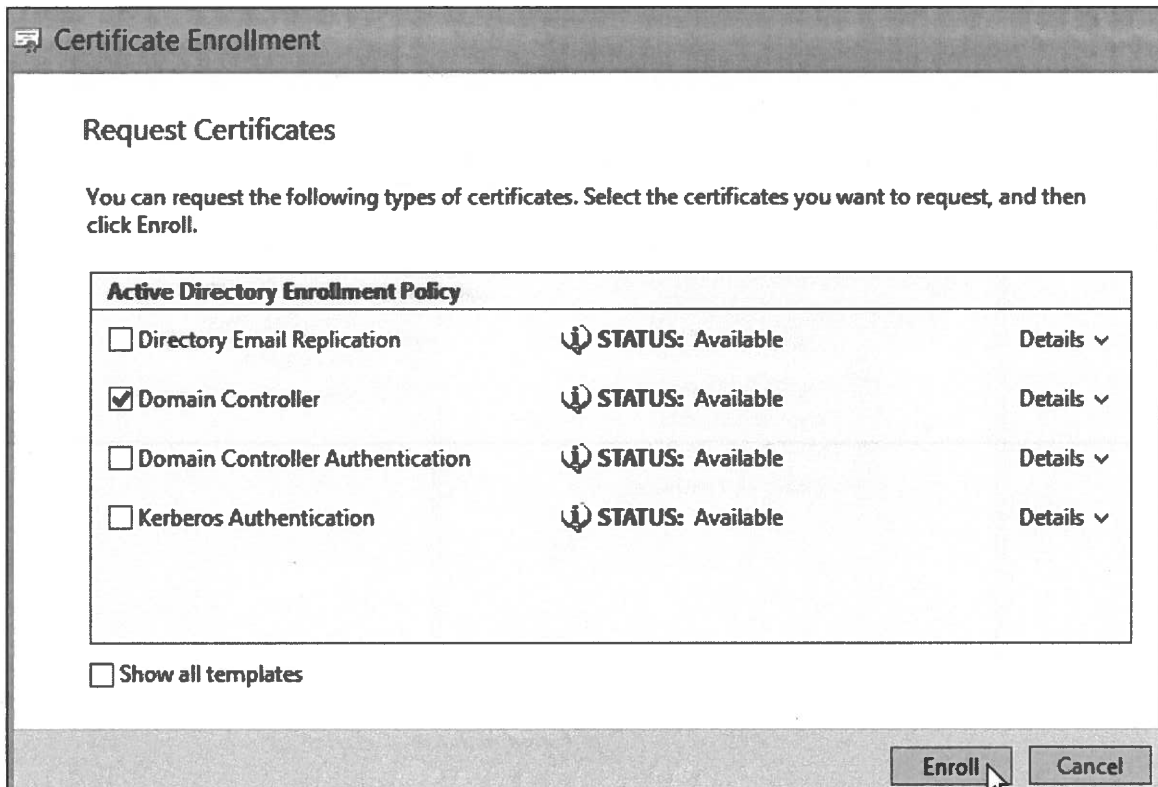 Certificate Enrollment
Request Certificates
You can request the following types of certificates. Select the certificates you want to request, and then
click Enroll.
Active Directory Enrollment Policy
Directory Email Replication STATUS: Available Details
Domain Controller STATUS: Available Details
Domain Controller Authentication STATUS: Available Details
Kerberos Authentication STATUS: Available Details
Show all templates
Enroll Cancel